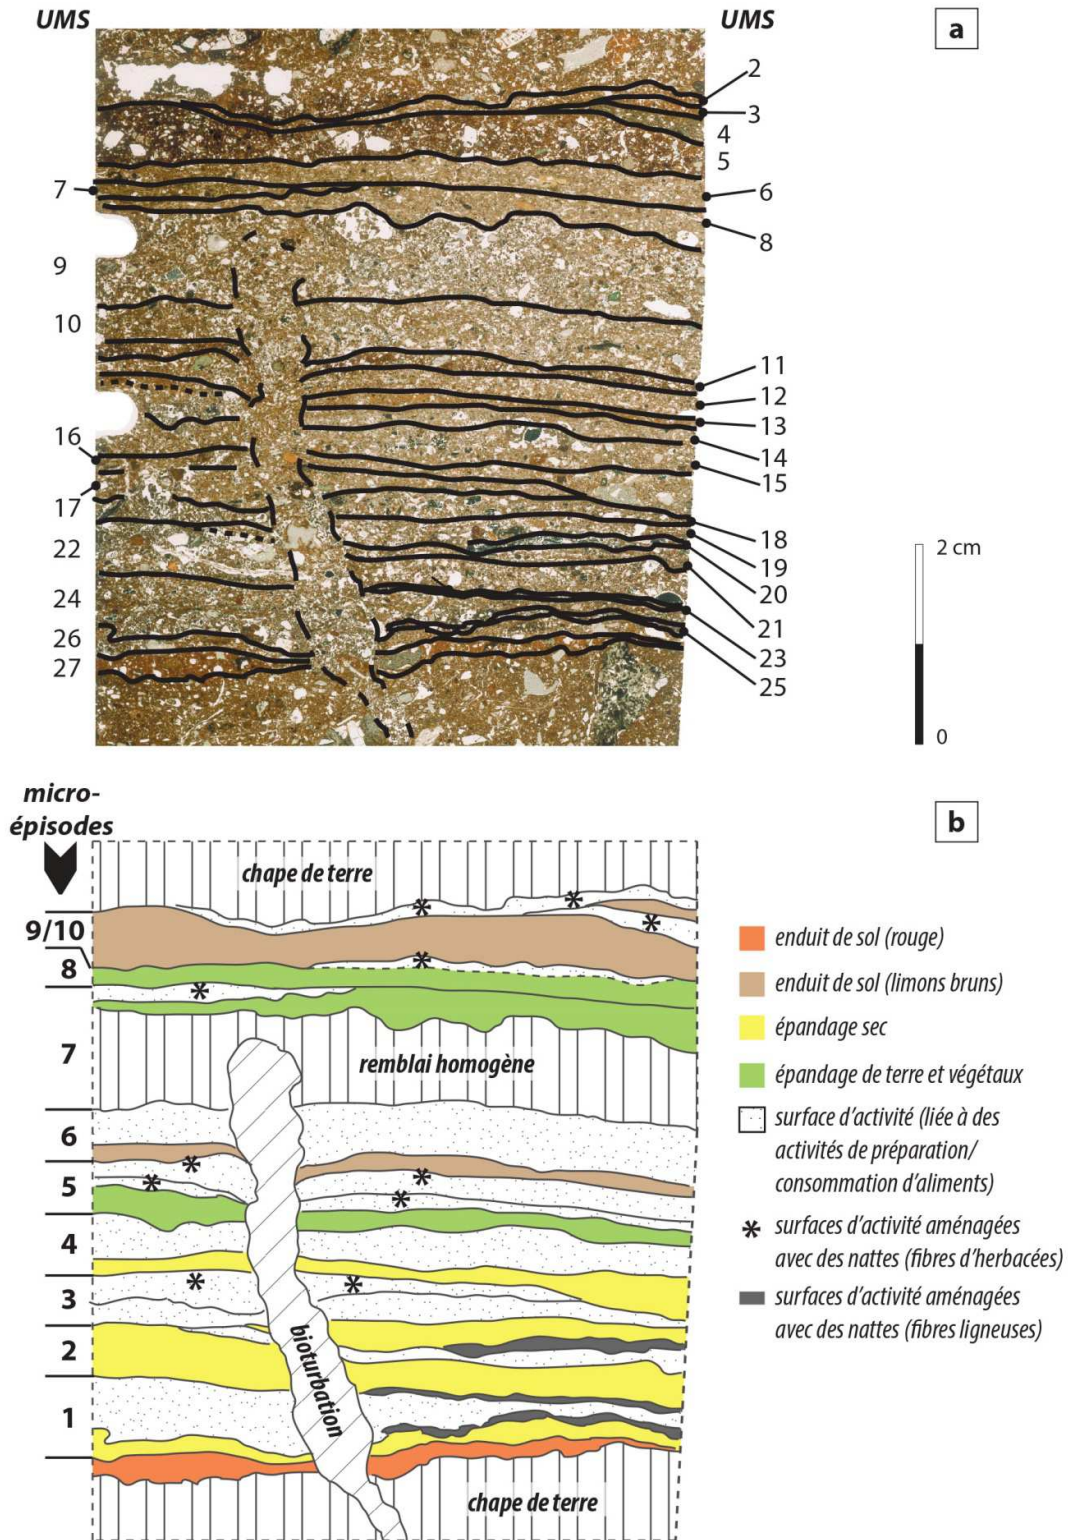 UMS
UMS
a
2
3
4
5
7
6
8
9
10
11
12
13
16
14
15
17
18
22
19
20
24
21
26
23
27
25
2 cm
0
micro-
épisodes
b
chape de terre
9/10
8
7
remblai homogène
6
5
4
3
2
1
bioturbation
chape de terre
enduit de sol (rouge)
enduit de sol (limons bruns)
épandage sec
épandage de terre et végétaux
surface d'activité (liée à des
activités de préparation/
consommation d'aliments)
* surfaces d'activité aménagées
avec des nattes (fibres d'herbacées)
surfaces d'activité aménagées
avec des nattes (fibres ligneuses)